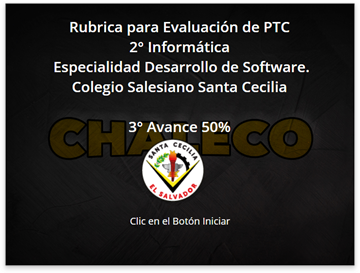 Rubrica para Evaluación de PTC
2° Informática
Especialidad Desarrollo de Software.
Colegio Salesiano Santa Cecilia
3° Avance 50%
CHALECO
SANTA CECILIA
EL SALVADOR
Clic en el Botón Iniciar